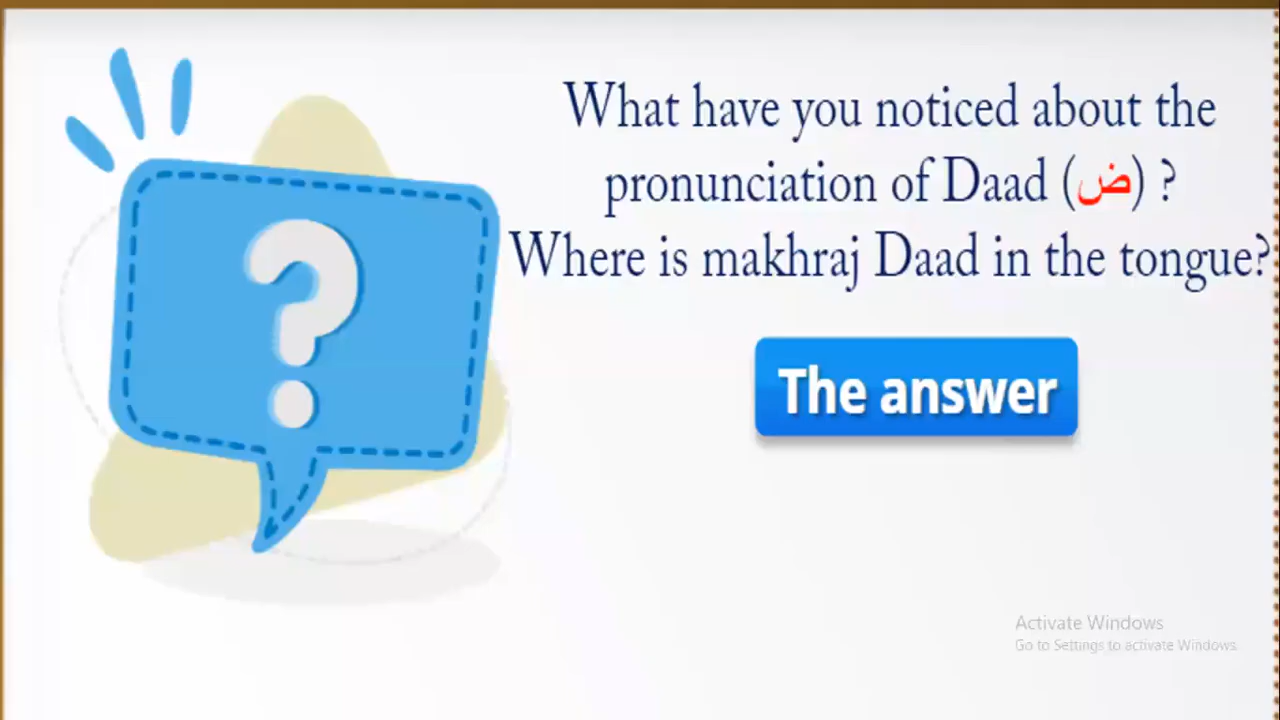 What have you noticed about the
pronunciation of Daad (ض) ?
Where is makhraj Daad in the tongue?
The answer
Activate Windows
Go to Settings to activate Windows.